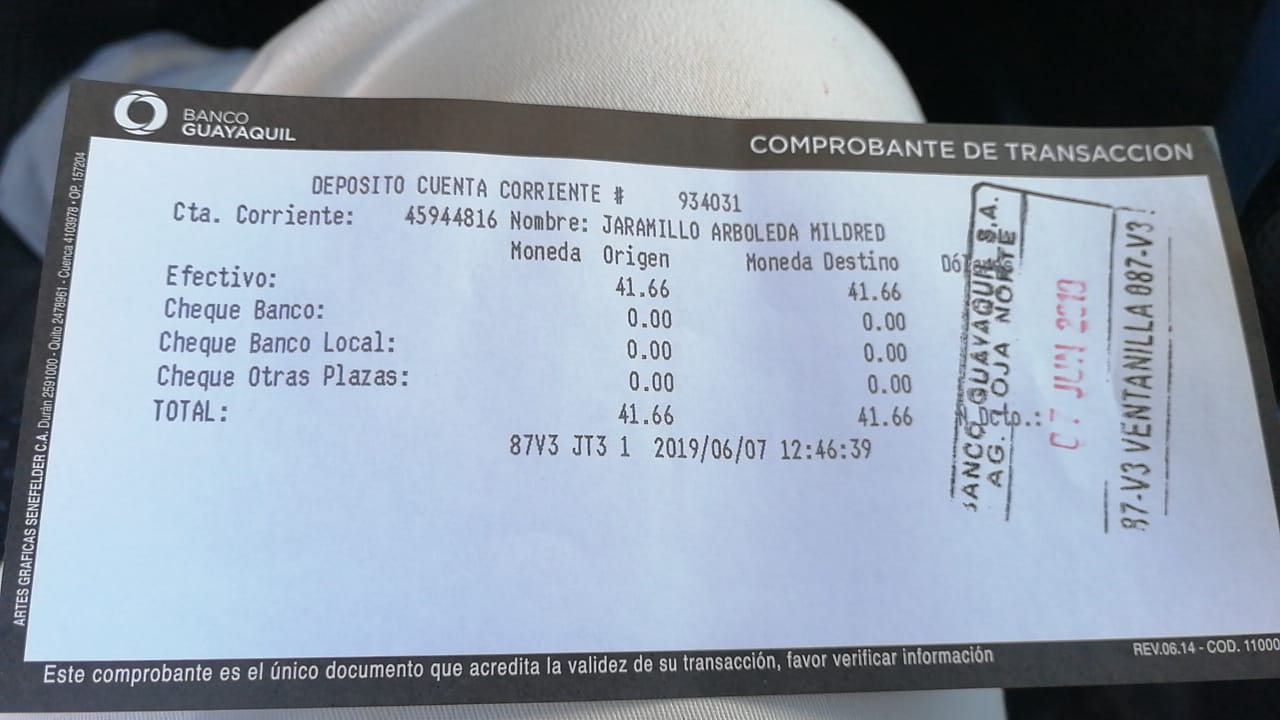 BANCO
GUAYAQUIL
COMPROBANTE DE TRANSACCION
DEPOSITO CUENTA CORRIENTE # 934031
Cta. Corriente: 45944816 Nombre: JARAMILLO ARBOLEDA MILDRED
Moneda Origen Moneda Destino
Efectivo: 41.66 41.66
Cheque Banco: 0.00 0.00
Cheque Banco Local: 0.00 0.00
Cheque Otras Plazas: 0.00 0.00
TOTAL: 41.66 41.66
87V3 JT3 1 2019/06/07 12:46:39
BANCO GUAYAQUIL S.A.
AG. LOJA NORTE
07 JUN 2019
87-V3 VENTANILLA 087-V3
ARTES GRAFICAS SENEFELDER C.A. Durán 2591000 - Quito 2478961 - Cuenca 4103978 - OP. 157204
Este comprobante es el único documento que acredita la validez de su transacción, favor verificar información
REV.06.14 - COD. 11000